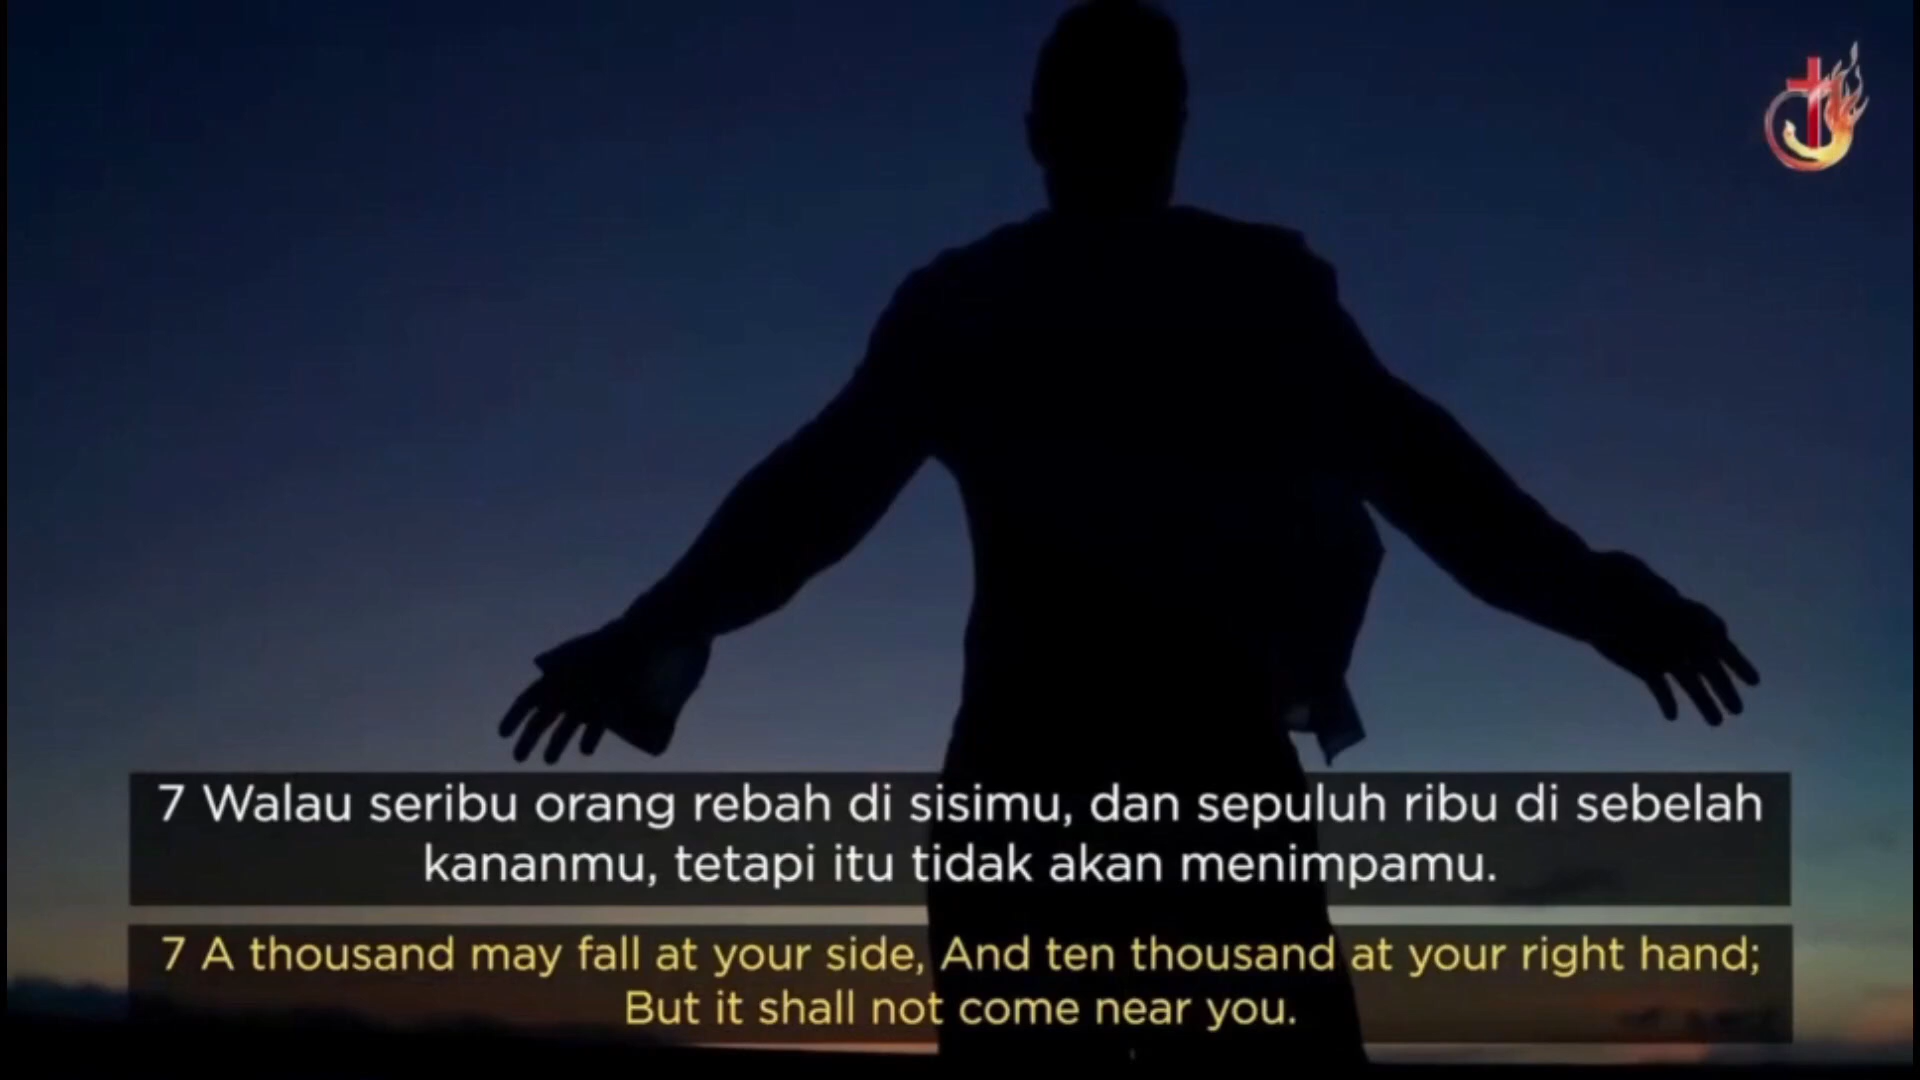 7 Walau seribu orang rebah di sisimu, dan sepuluh ribu di sebelah
kananmu, tetapi itu tidak akan menimpamu.
7 A thousand may fall at your side, And ten thousand at your right hand;
But it shall not come near you.